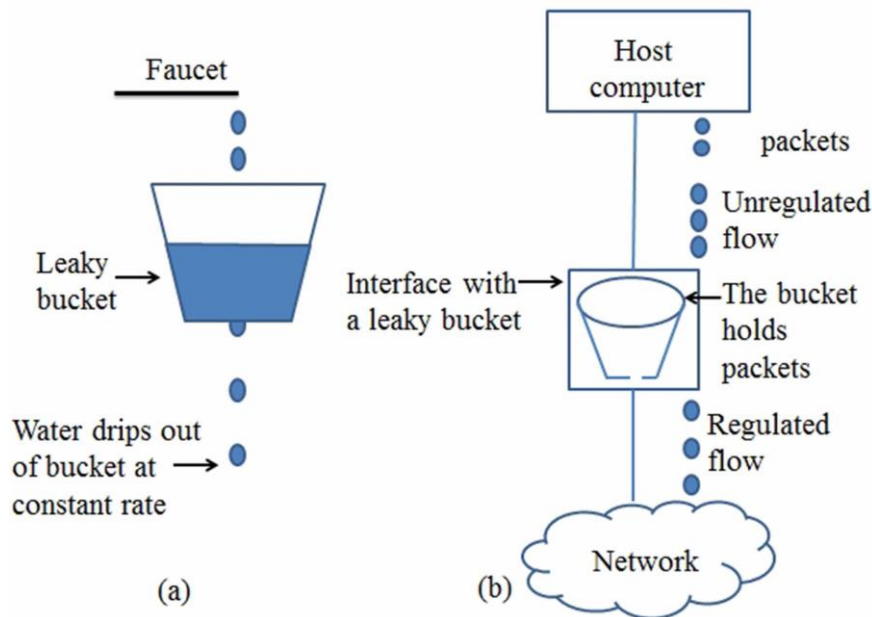 Faucet
Leaky
bucket
Water drips out
of bucket at
constant rate
(a)
Host
computer
packets
Unregulated
flow
Interface with
a leaky bucket
The bucket
holds
packets
Regulated
flow
Network
(b)